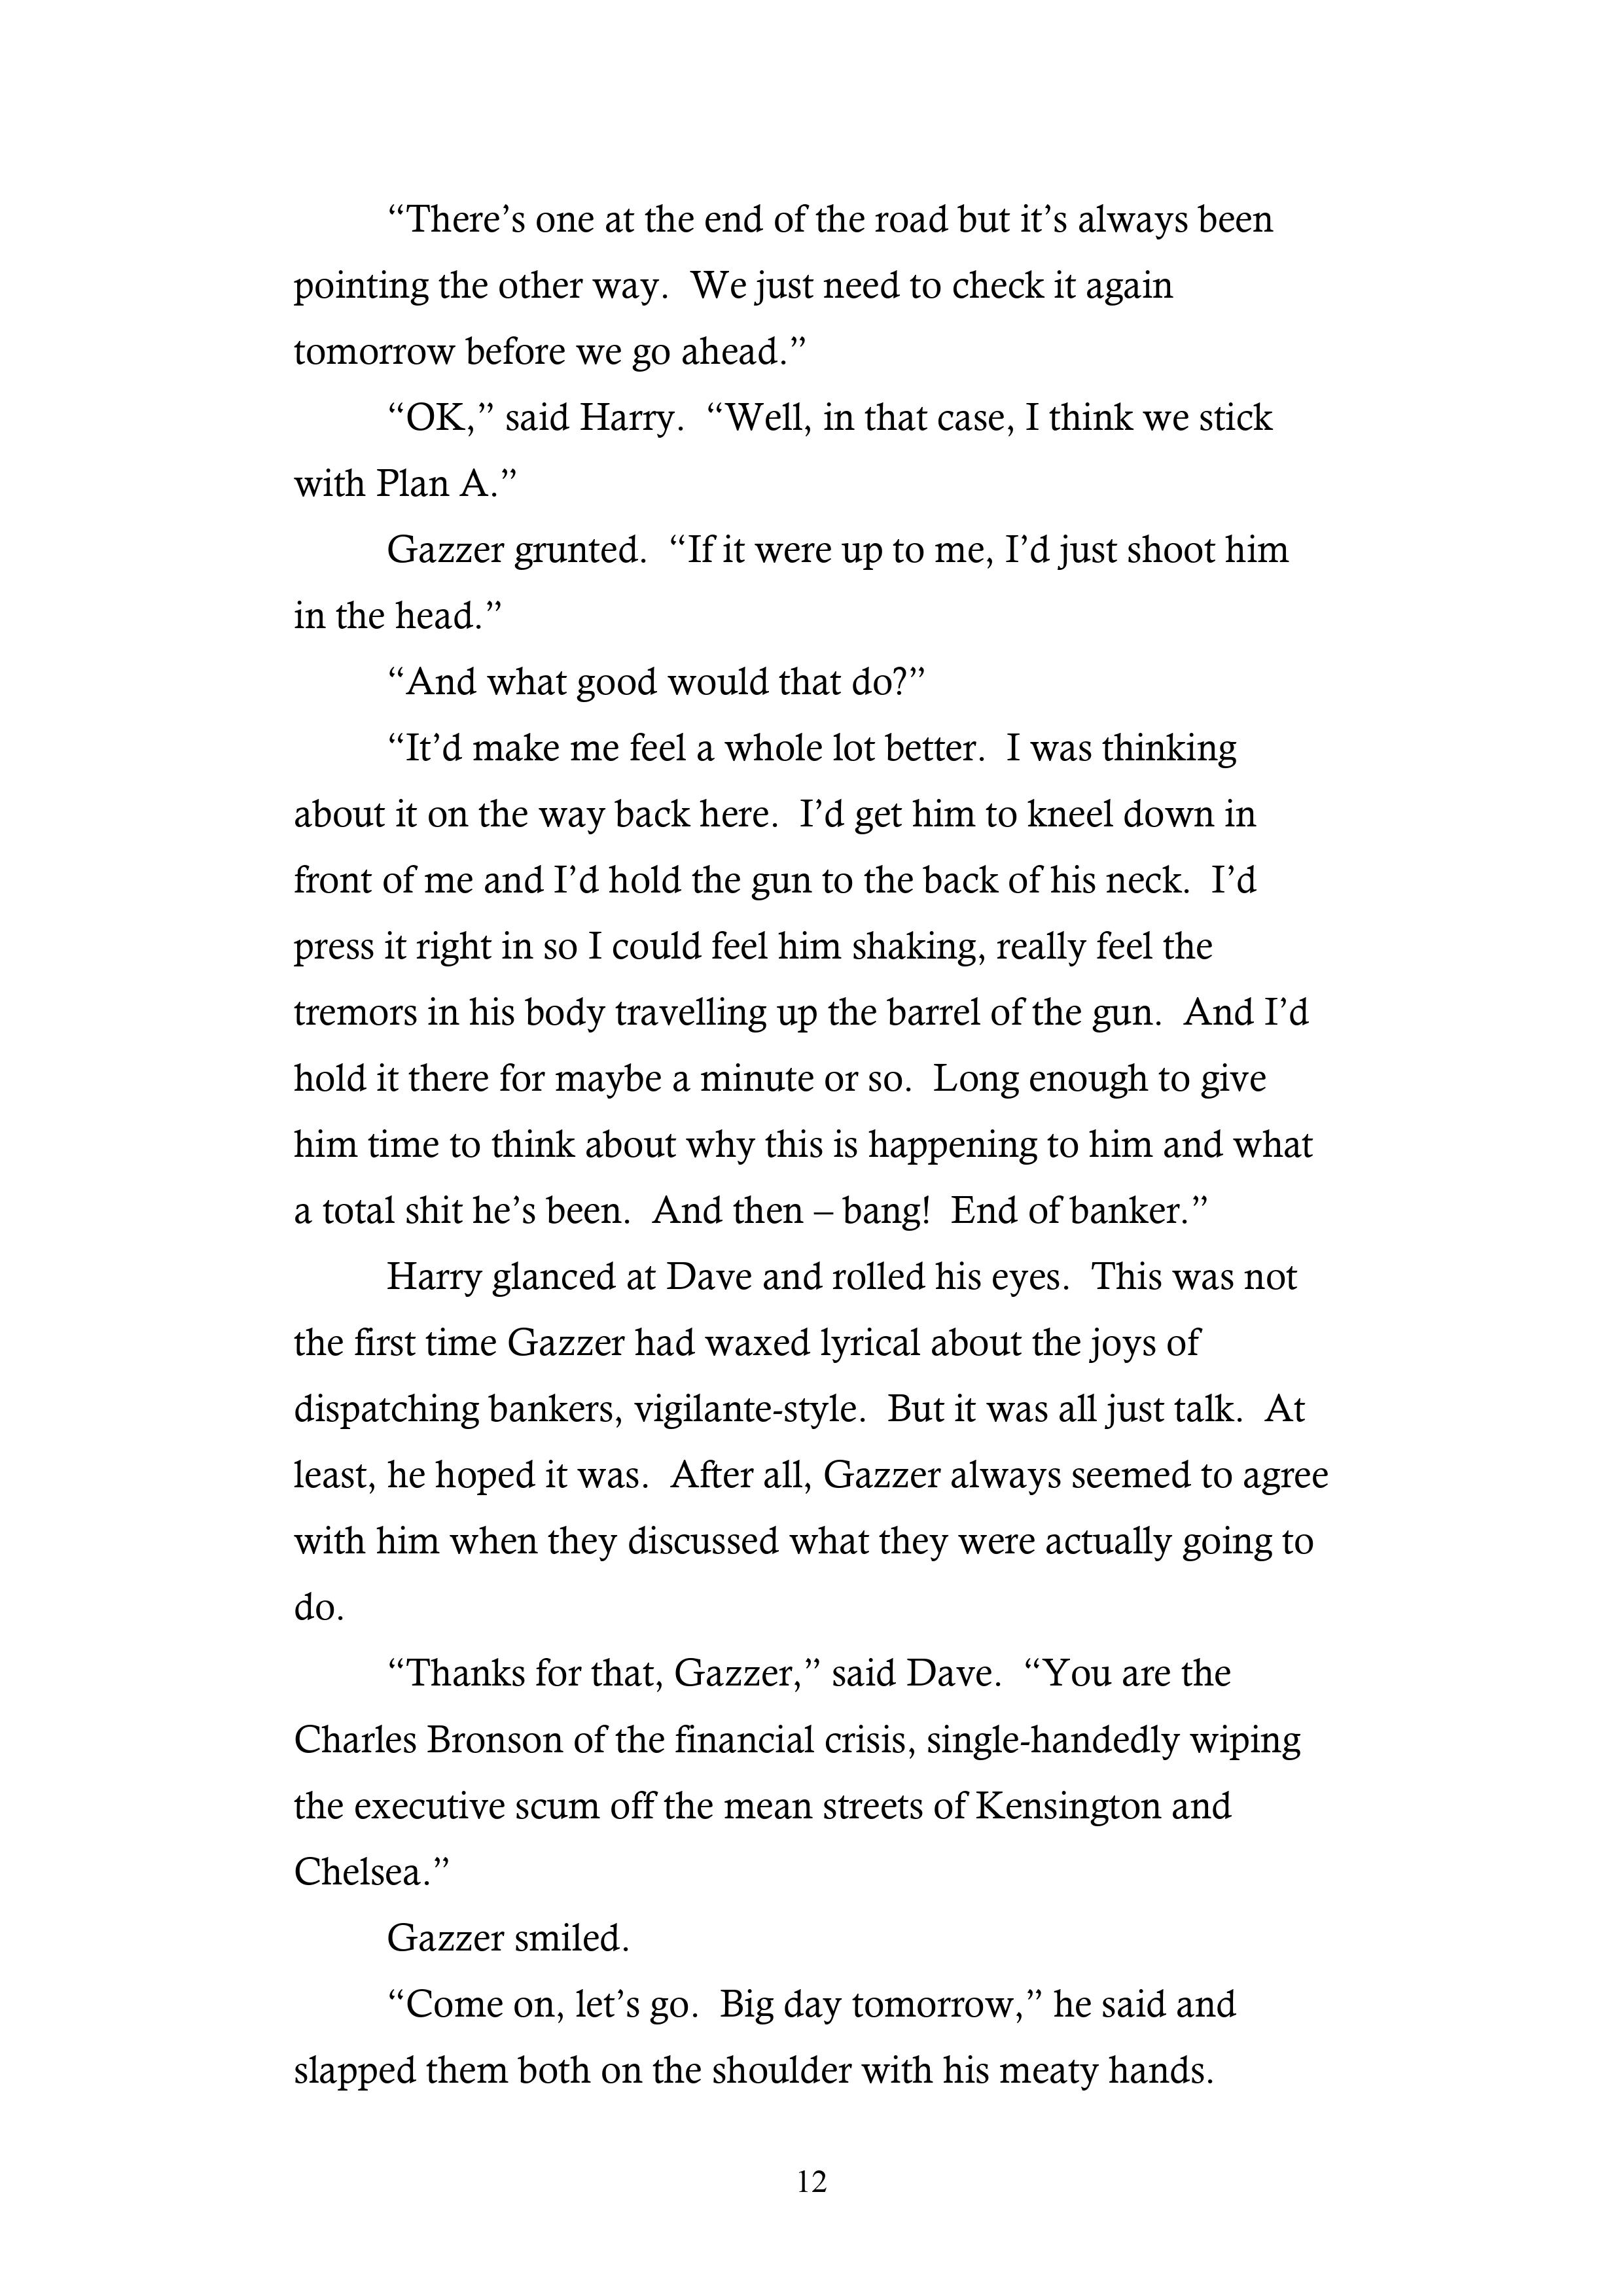 “There’s one at the end of the road but it’s always been
pointing the other way.  We just need to check it again
tomorrow before we go ahead.”
“OK,” said Harry.  “Well, in that case, I think we stick
with Plan A.”
Gazzer grunted.  “If it were up to me, I’d just shoot him
in the head.”
“And what good would that do?”
“It’d make me feel a whole lot better.  I was thinking
about it on the way back here.  I’d get him to kneel down in
front of me and I’d hold the gun to the back of his neck.  I’d
press it right in so I could feel him shaking, really feel the
tremors in his body travelling up the barrel of the gun.  And I’d
hold it there for maybe a minute or so.  Long enough to give
him time to think about why this is happening to him and what
a total shit he’s been.  And then – bang!  End of banker.”
Harry glanced at Dave and rolled his eyes.  This was not
the first time Gazzer had waxed lyrical about the joys of
dispatching bankers, vigilante-style.  But it was all just talk.  At
least, he hoped it was.  After all, Gazzer always seemed to agree
with him when they discussed what they were actually going to
do.
“Thanks for that, Gazzer,” said Dave.  “You are the
Charles Bronson of the financial crisis, single-handedly wiping
the executive scum off the mean streets of Kensington and
Chelsea.”
Gazzer smiled.
“Come on, let’s go.  Big day tomorrow,” he said and
slapped them both on the shoulder with his meaty hands.
12